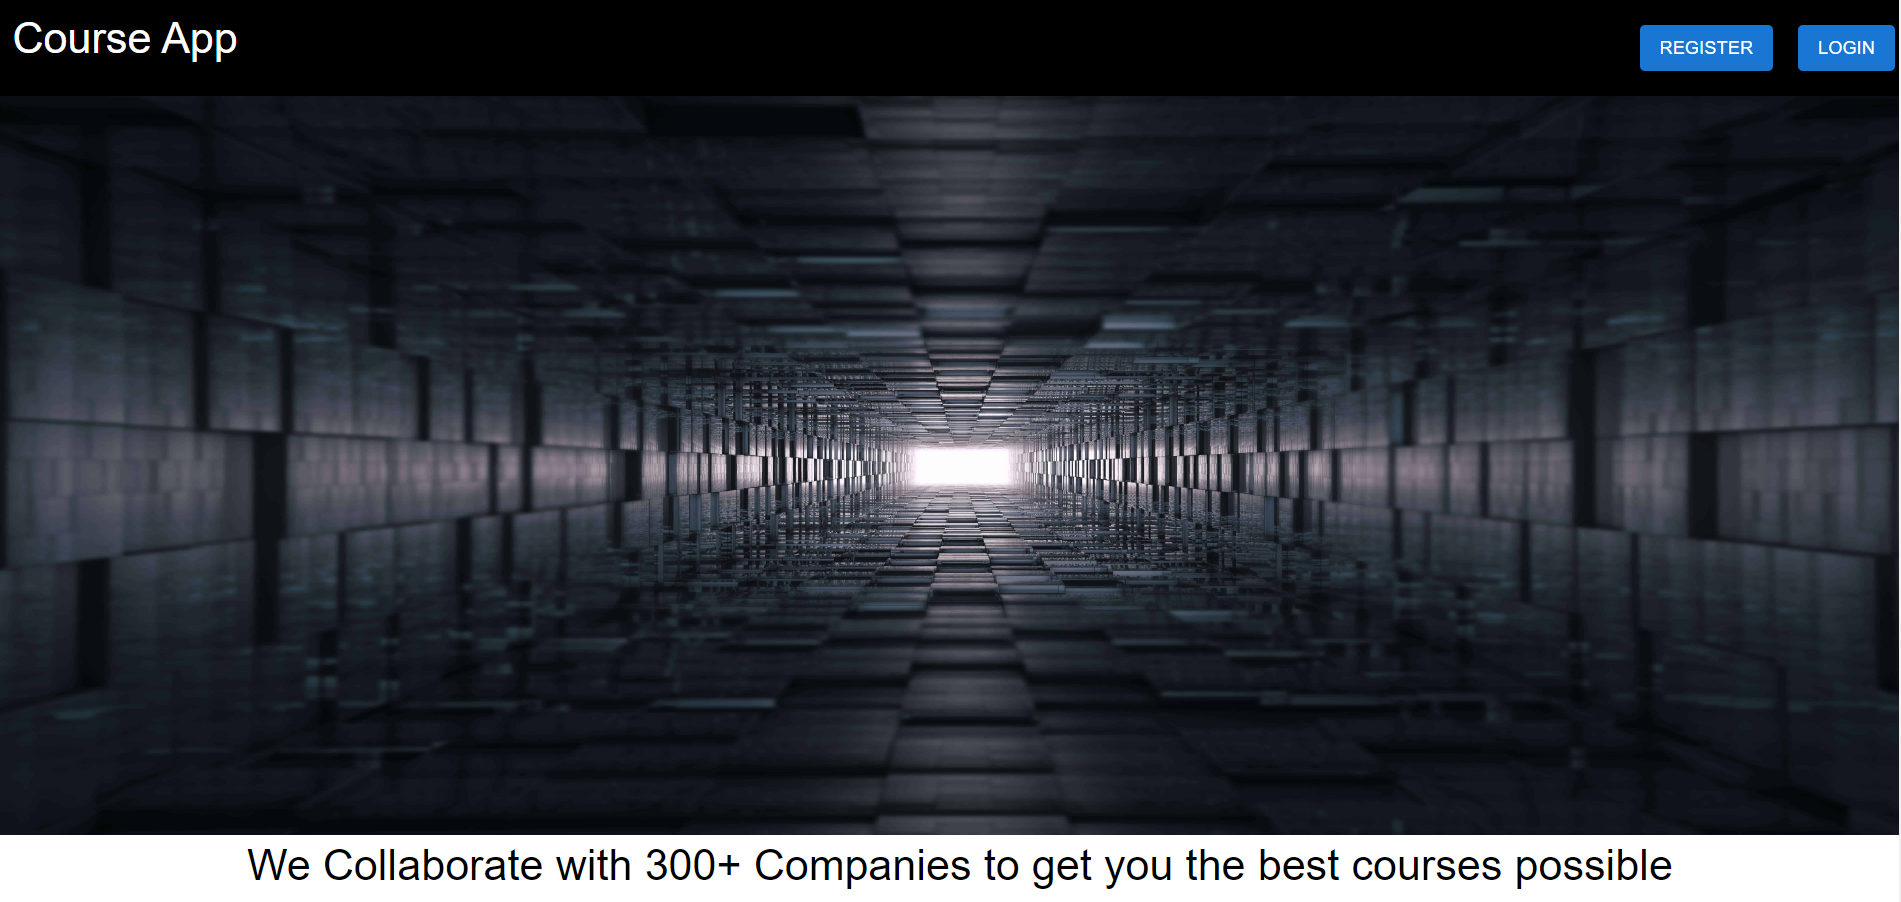 Course App
REGISTER
LOGIN
We Collaborate with 300+ Companies to get you the best courses possible